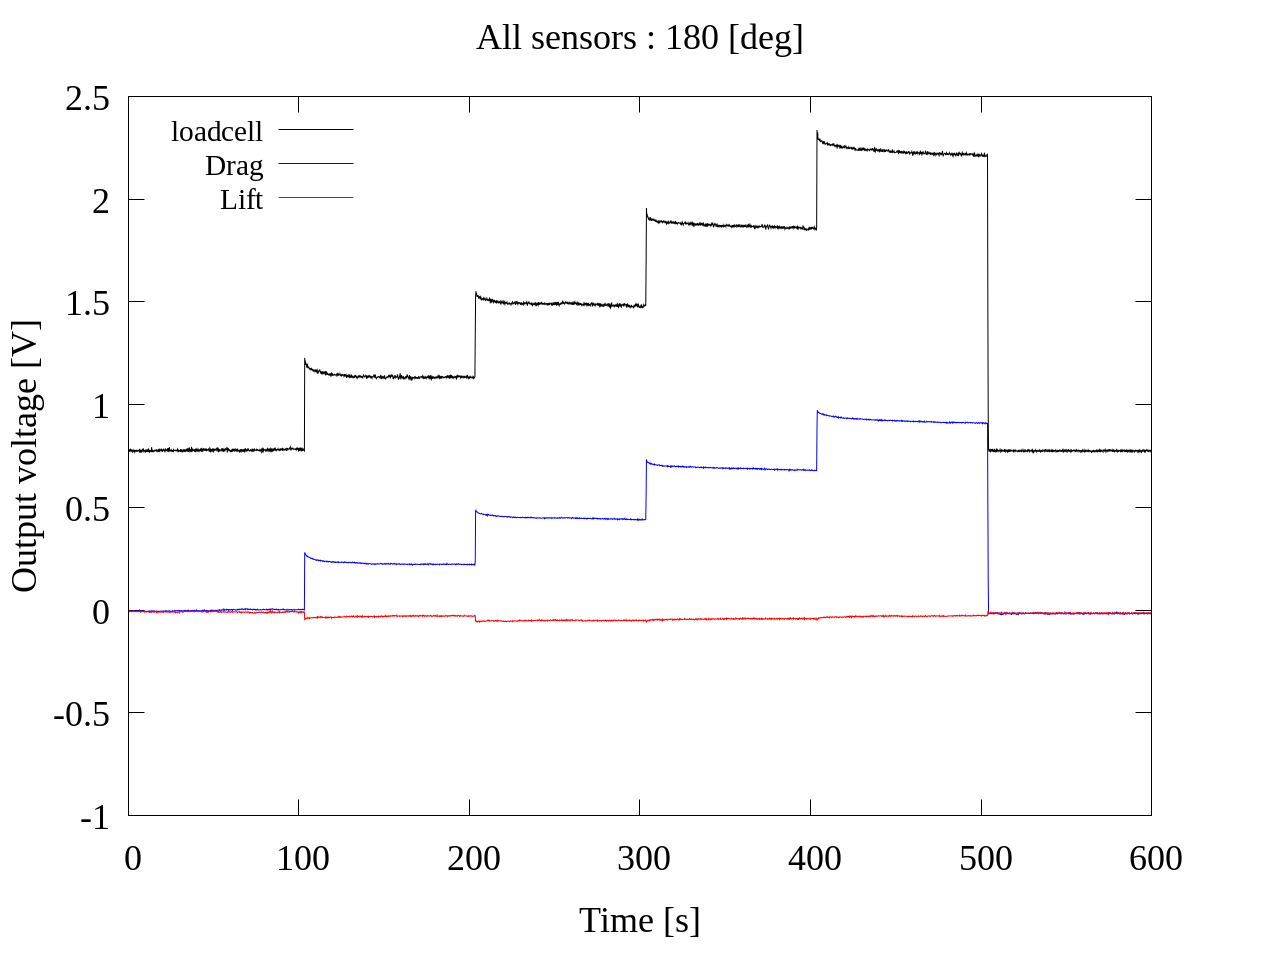 All sensors : 180 [deg]
2.5
2
1.5
1
0.5
0
-0.5
-1
loadcell
Drag
Lift
Output voltage [V]
0 100 200 300 400 500 600
Time [s]